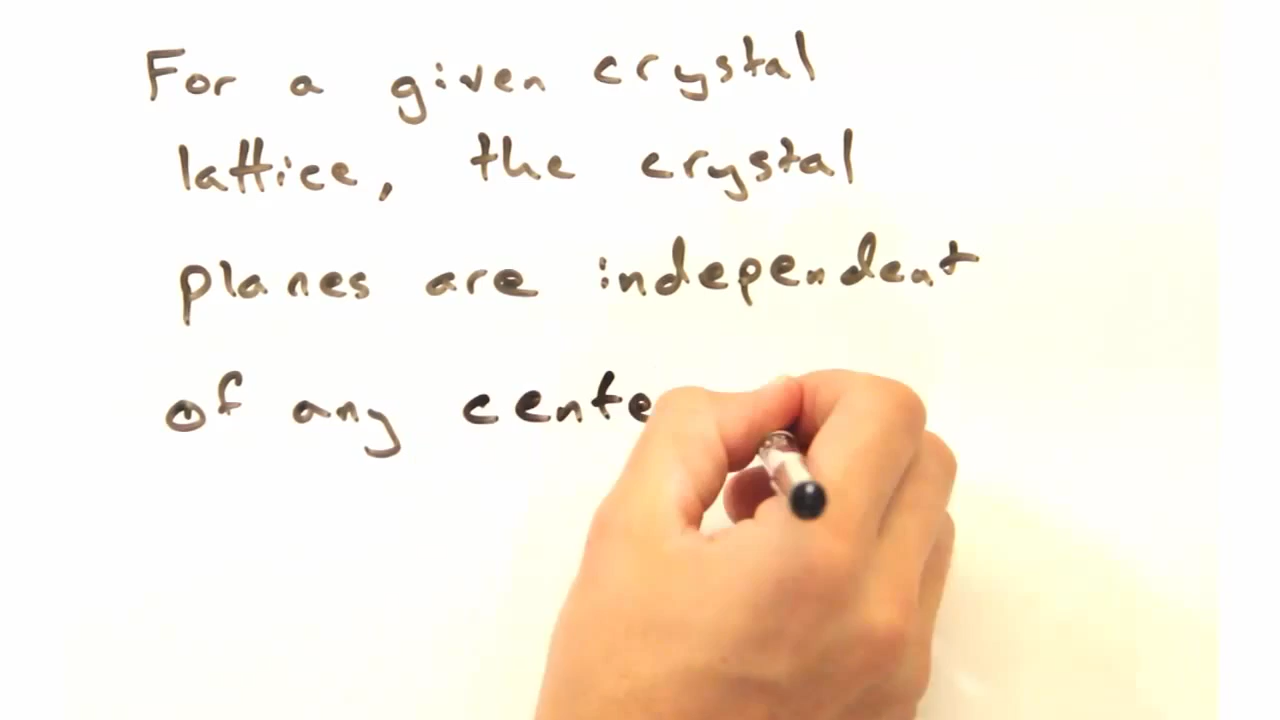 For a given crystal
lattice, the crystal
planes are independent
of any cente